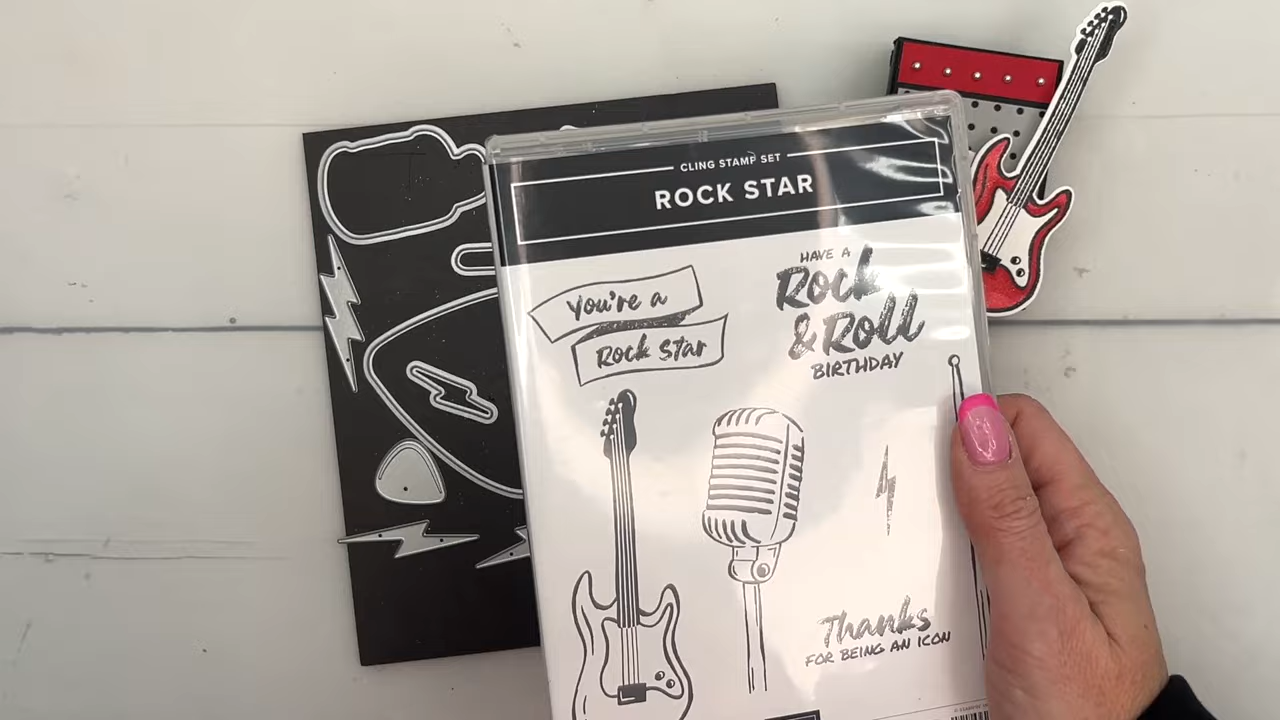 CLING STAMP SET
ROCK STAR
You're a
Rock Star
HAVE A
Rock
& Roll
BIRTHDAY
Thanks
FOR BEING AN ICON